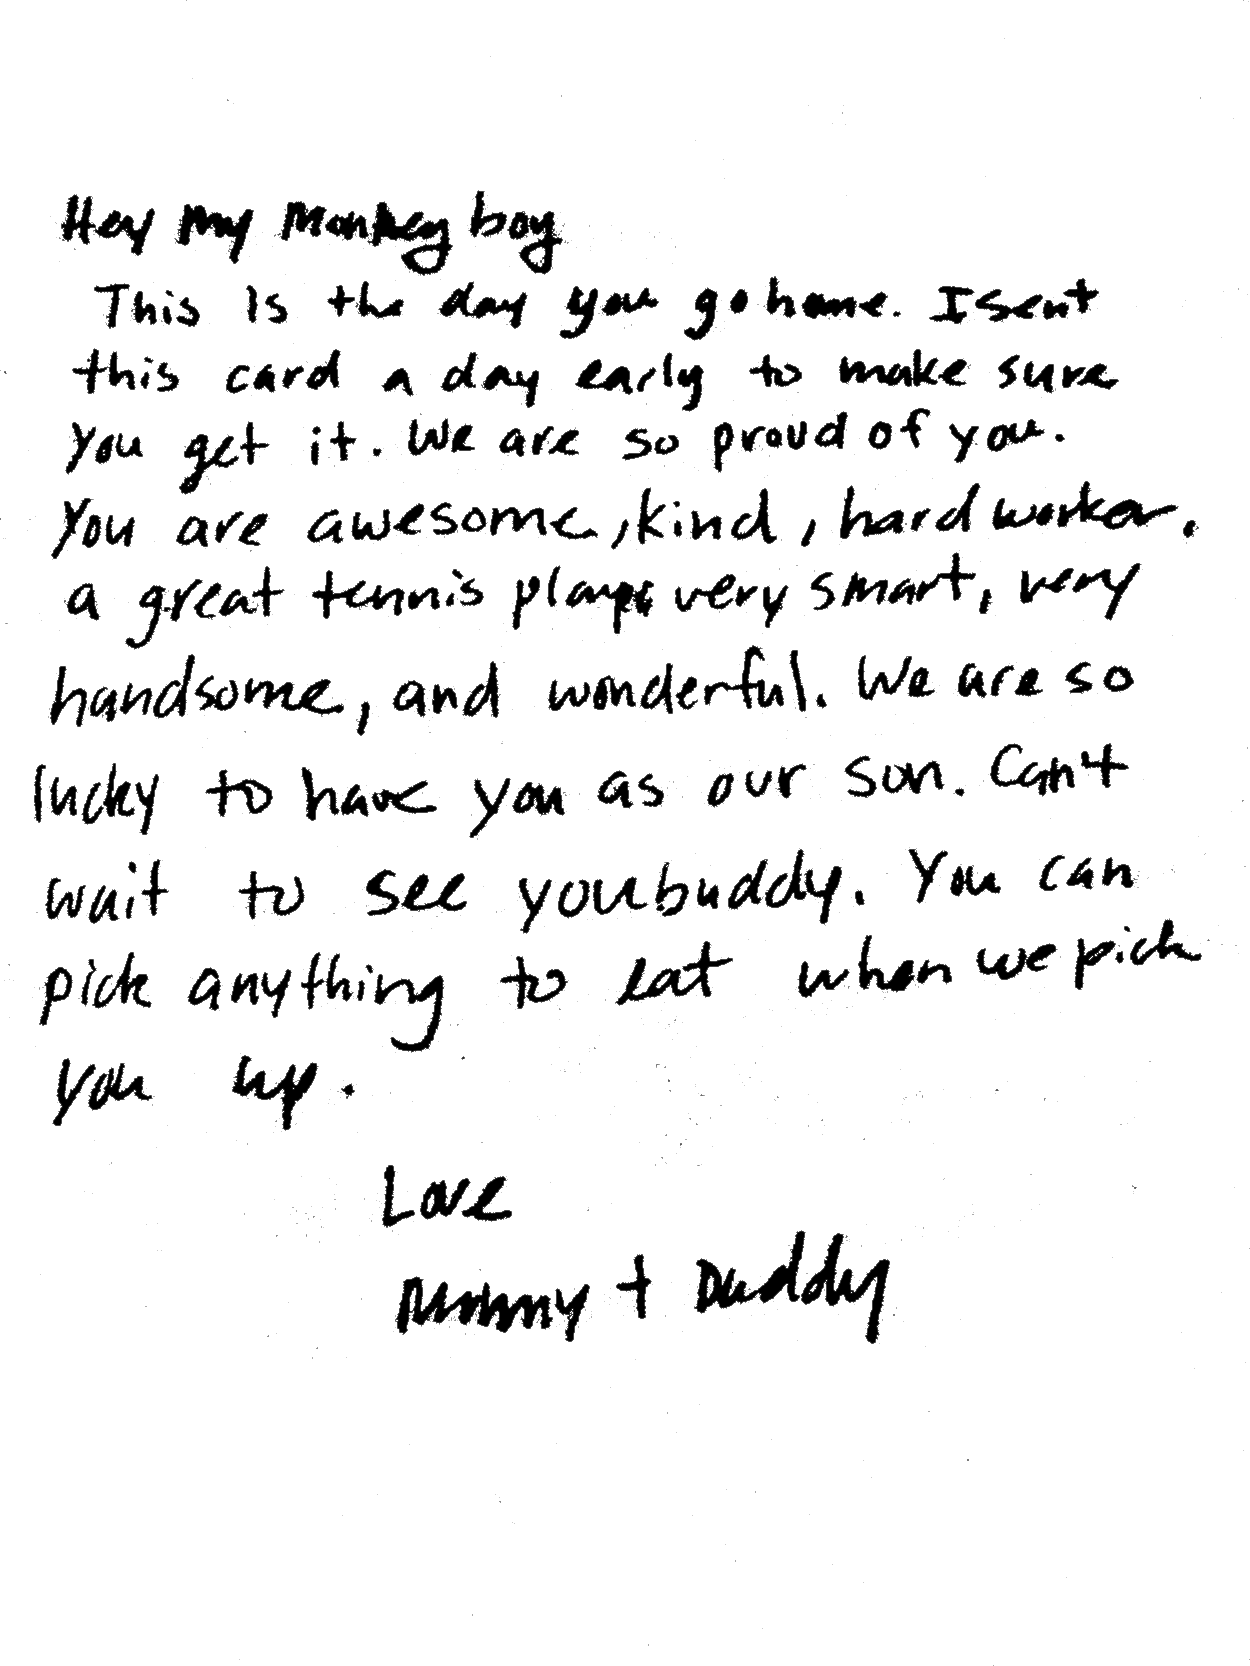 Hey my monkey boy
This is the day you go home. I sent
this card a day early to make sure
you get it. We are so proud of you.
You are awesome, kind, hard worker,
a great tennis very smart, very
handsome, and wonderful. We are so
lucky to have you as our son. Can't
wait to see you buddy. You can
pick anything to eat when we pick
you up.
Love
Mommy + Daddy